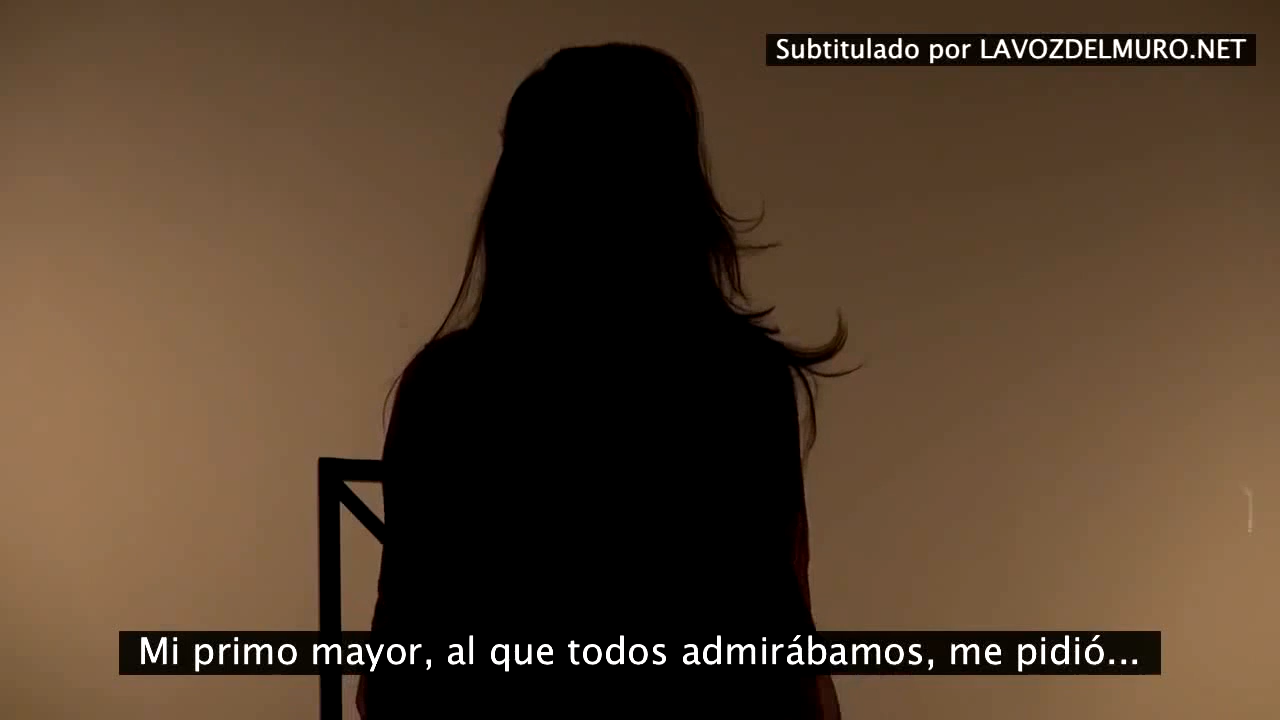 Subtitulado por LAVOZDELMURO.NET
Mi primo mayor, al que todos admirábamos, me pidió...